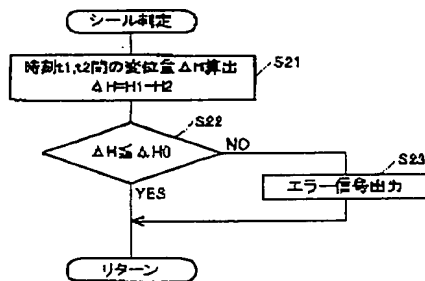 シール判定
時刻t1,t2間の変位量ΔH算出
ΔH=H1-H2
S21
S22
ΔH≦ΔH0
NO
S23
エラー信号出力
YES
リターン